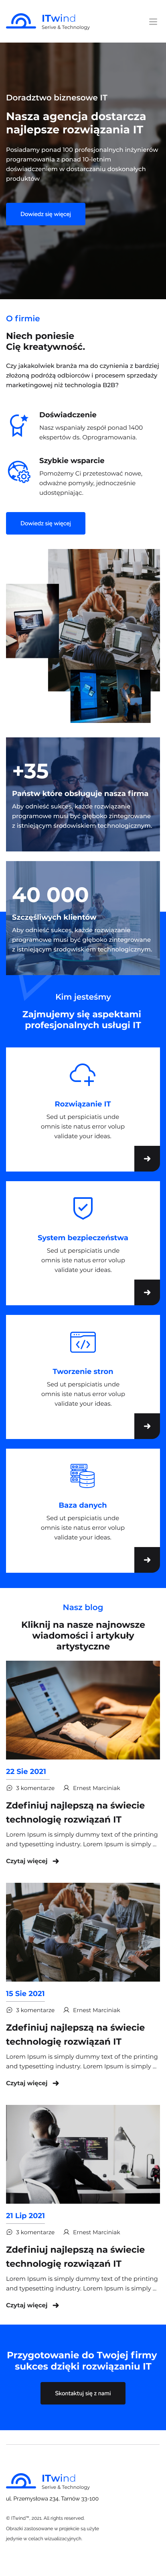 ITwind
Serive & Technology
Doradztwo biznesowe IT
Nasza agencja dostarcza
najlepsze rozwiązania IT
Posiadamy ponad 100 profesjonalnych inżynierów
programowania z ponad 10-letnim
doświadczeniem w dostarczaniu doskonałych
produktów
Dowiedz się więcej
O firmie
Niech poniesie
Cię kreatywność.
Czy jakakolwiek branża ma do czynienia z bardziej
złożoną podróżą odbiorców i procesem sprzedaży
marketingowej niż technologia B2B?
Doświadczenie
Nasz wspaniały zespół ponad 1400
ekspertów ds. Oprogramowania.
Szybkie wsparcie
Pomożemy Ci przetestować nowe,
odważne pomysły, jednocześnie
udostępniając.
Dowiedz się więcej
+35
Państw które obsługuje nasza firma
Aby odnieść sukces, każde rozwiązanie
programowe musi być głęboko zintegrowane
z istniejącym środowiskiem technologicznym.
40 000
Szczęśliwych klientów
Aby odnieść sukces, każde rozwiązanie
programowe musi być głęboko zintegrowane
z istniejącym środowiskiem technologicznym.
Kim jesteśmy
Zajmujemy się aspektami
profesjonalnych usługi IT
Rozwiązanie IT
Sed ut perspiciatis unde
omnis iste natus error volup
validate your ideas.
System bezpieczeństwa
Sed ut perspiciatis unde
omnis iste natus error volup
validate your ideas.
Tworzenie stron
Sed ut perspiciatis unde
omnis iste natus error volup
validate your ideas.
Baza danych
Sed ut perspiciatis unde
omnis iste natus error volup
validate your ideas.
Nasz blog
Kliknij na nasze najnowsze
wiadomości i artykuły
artystyczne
22 Sie 2021
3 komentarze Ernest Marciniak
Zdefiniuj najlepszą na świecie
technologię rozwiązań IT
Lorem Ipsum is simply dummy text of the printing
and typesetting industry. Lorem Ipsum is simply ...
Czytaj więcej
15 Sie 2021
3 komentarze Ernest Marciniak
Zdefiniuj najlepszą na świecie
technologię rozwiązań IT
Lorem Ipsum is simply dummy text of the printing
and typesetting industry. Lorem Ipsum is simply ...
Czytaj więcej
21 Lip 2021
3 komentarze Ernest Marciniak
Zdefiniuj najlepszą na świecie
technologię rozwiązań IT
Lorem Ipsum is simply dummy text of the printing
and typesetting industry. Lorem Ipsum is simply ...
Czytaj więcej
Przygotowanie do Twojej firmy
sukces dzięki rozwiązaniu IT
Skontaktuj się z nami
ITwind
Serive & Technology
ul. Przemysłowa 234, Tarnów 33-100
© ITwind™, 2021. All rights reserved.
Obrazki zastosowane w projekcie są użyte
jedynie w celach wizualizacyjnych